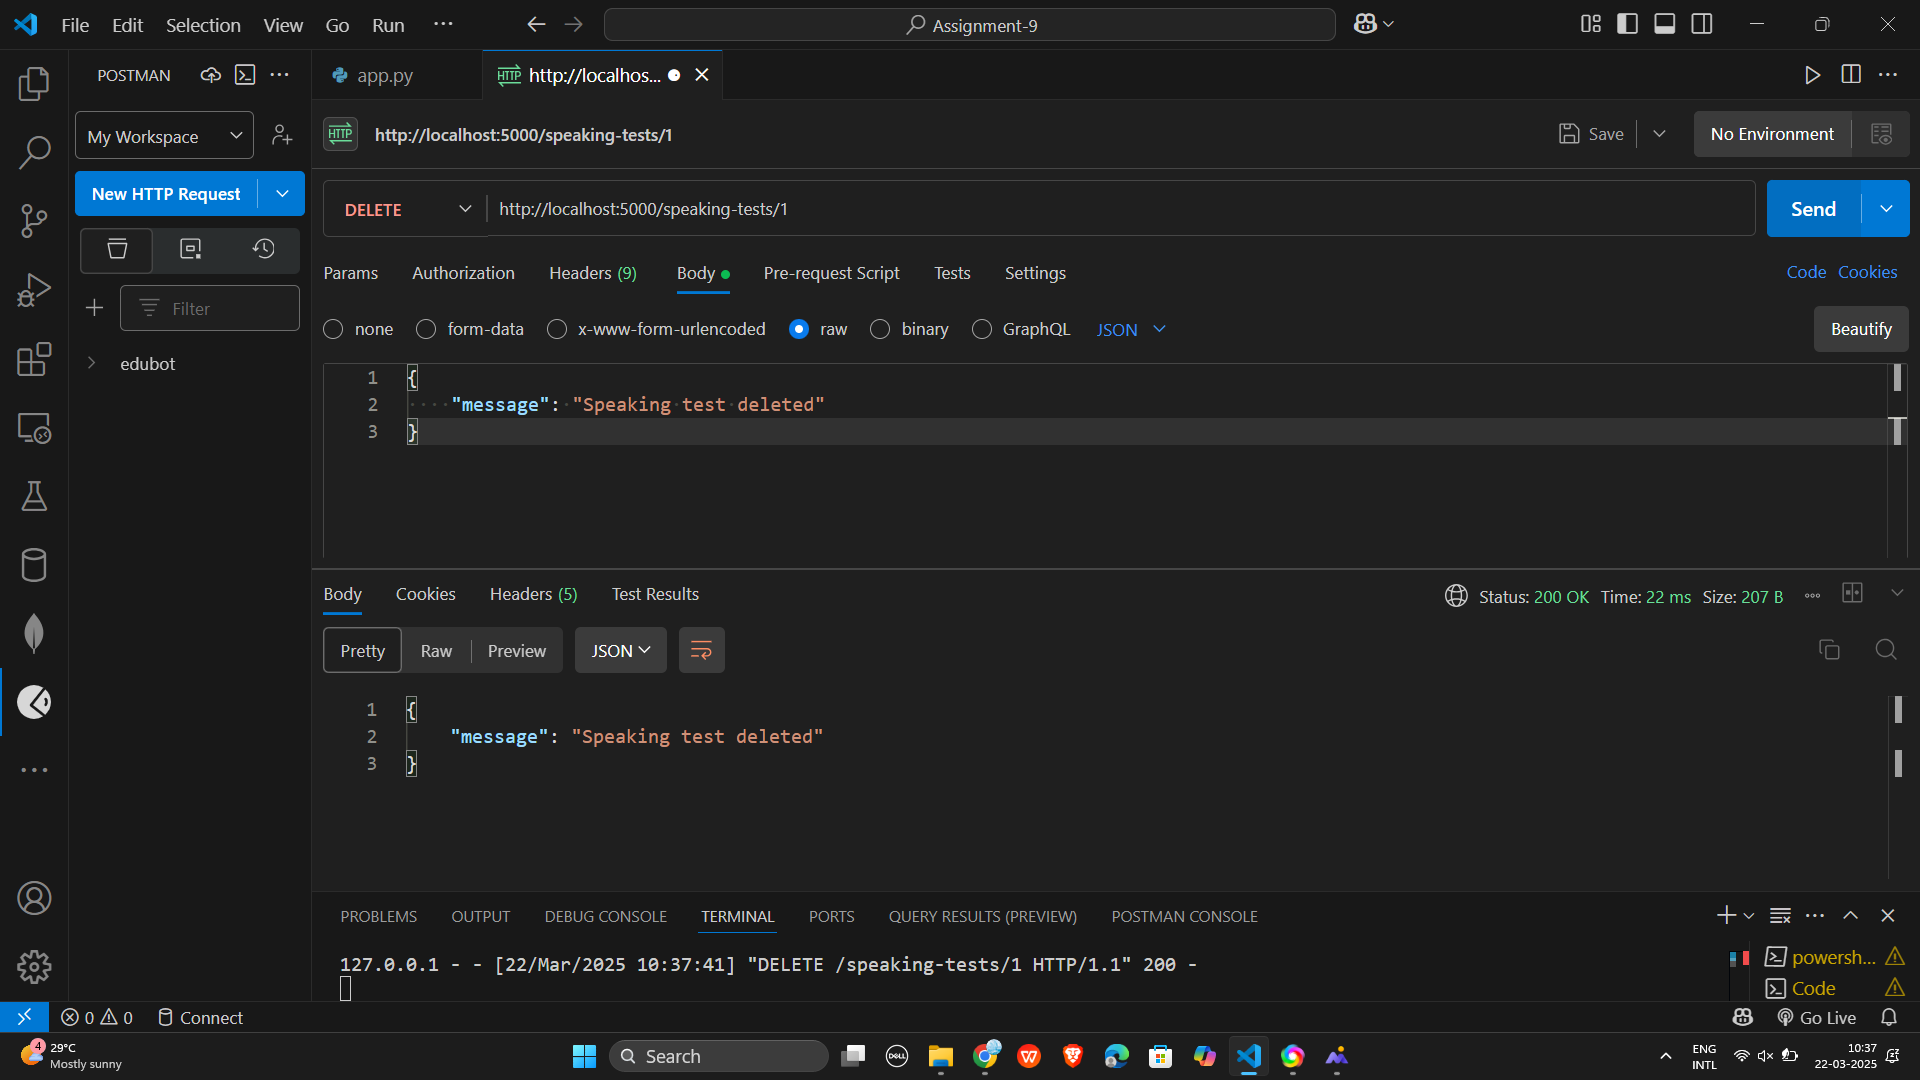 File Edit Selection View Go Run ··· Assignment-9
POSTMAN
app.py
HTTP http://localhos...
My Workspace
HTTP http://localhost:5000/speaking-tests/1
Save
No Environment
New HTTP Request
DELETE http://localhost:5000/speaking-tests/1
Send
Params Authorization Headers (9) Body Pre-request Script Tests Settings
Code Cookies
Filter
none form-data x-www-form-urlencoded raw binary GraphQL JSON
Beautify
edubot
1 {
2 "message": "Speaking test deleted"
3 }
Body Cookies Headers (5) Test Results
Status: 200 OK Time: 22 ms Size: 207 B
Pretty Raw Preview JSON
1 {
2 "message": "Speaking test deleted"
3 }
PROBLEMS OUTPUT DEBUG CONSOLE TERMINAL PORTS QUERY RESULTS (PREVIEW) POSTMAN CONSOLE
127.0.0.1 - - [22/Mar/2025 10:37:41] "DELETE /speaking-tests/1 HTTP/1.1" 200 -
powersh...
Code
0 0 Connect
Go Live
4
29°C
Mostly sunny
Search
DELL
ENG
INTL
10:37
22-03-2025